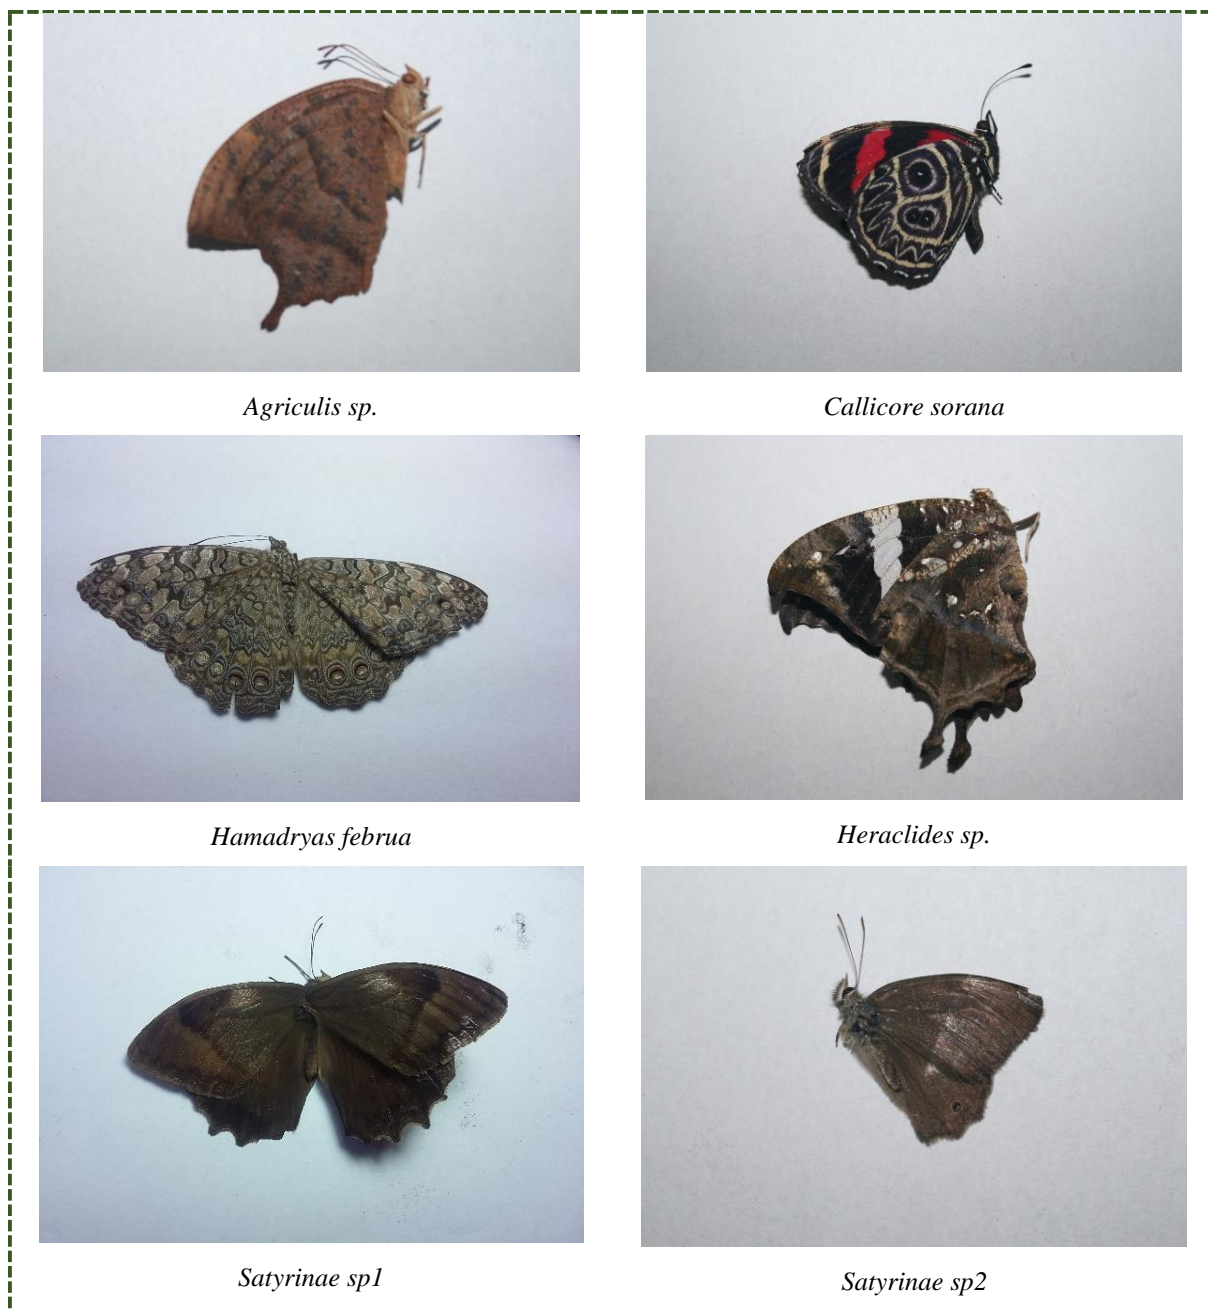 Agriculis sp.
Callicore sorana
Hamadryas februa
Heraclides sp.
Satyrinae sp1
Satyrinae sp2